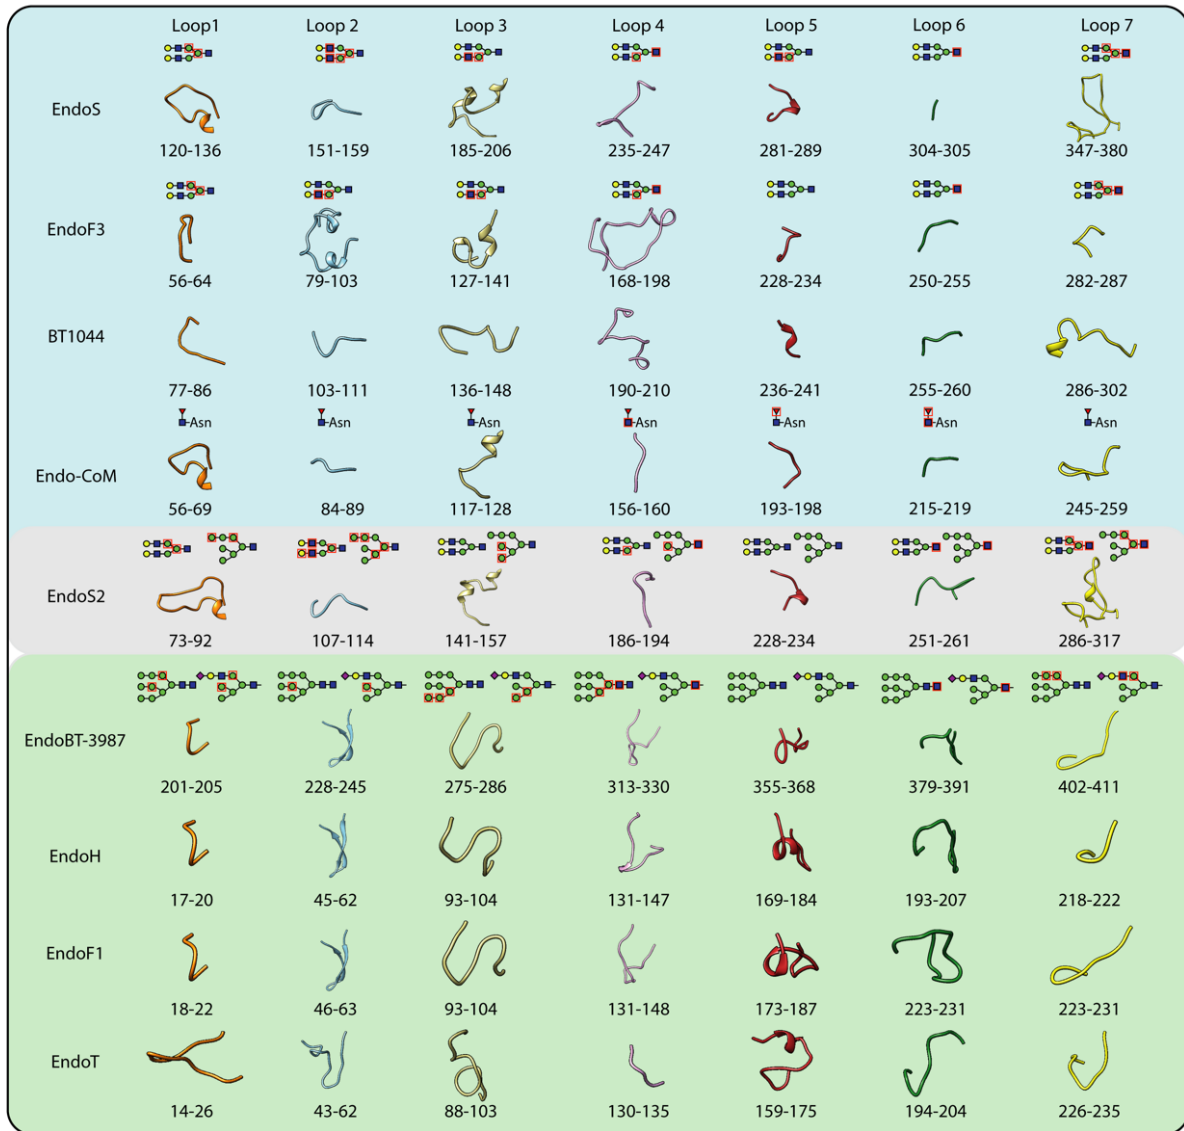 Loop1 Loop 2 Loop 3 Loop 4 Loop 5 Loop 6 Loop 7
EndoS
120-136 151-159 185-206 235-247 281-289 304-305 347-380
EndoF3
56-64 79-103 127-141 168-198 228-234 250-255 282-287
BT1044
77-86 103-111 136-148 190-210 236-241 255-260 286-302
-Asn -Asn -Asn -Asn -Asn -Asn -Asn
Endo-CoM
56-69 84-89 117-128 156-160 193-198 215-219 245-259
EndoS2
73-92 107-114 141-157 186-194 228-234 251-261 286-317
EndoBT-3987
201-205 228-245 275-286 313-330 355-368 379-391 402-411
EndoH
17-20 45-62 93-104 131-147 169-184 193-207 218-222
EndoF1
18-22 46-63 93-104 131-148 173-187 223-231 223-231
EndoT
14-26 43-62 88-103 130-135 159-175 194-204 226-235